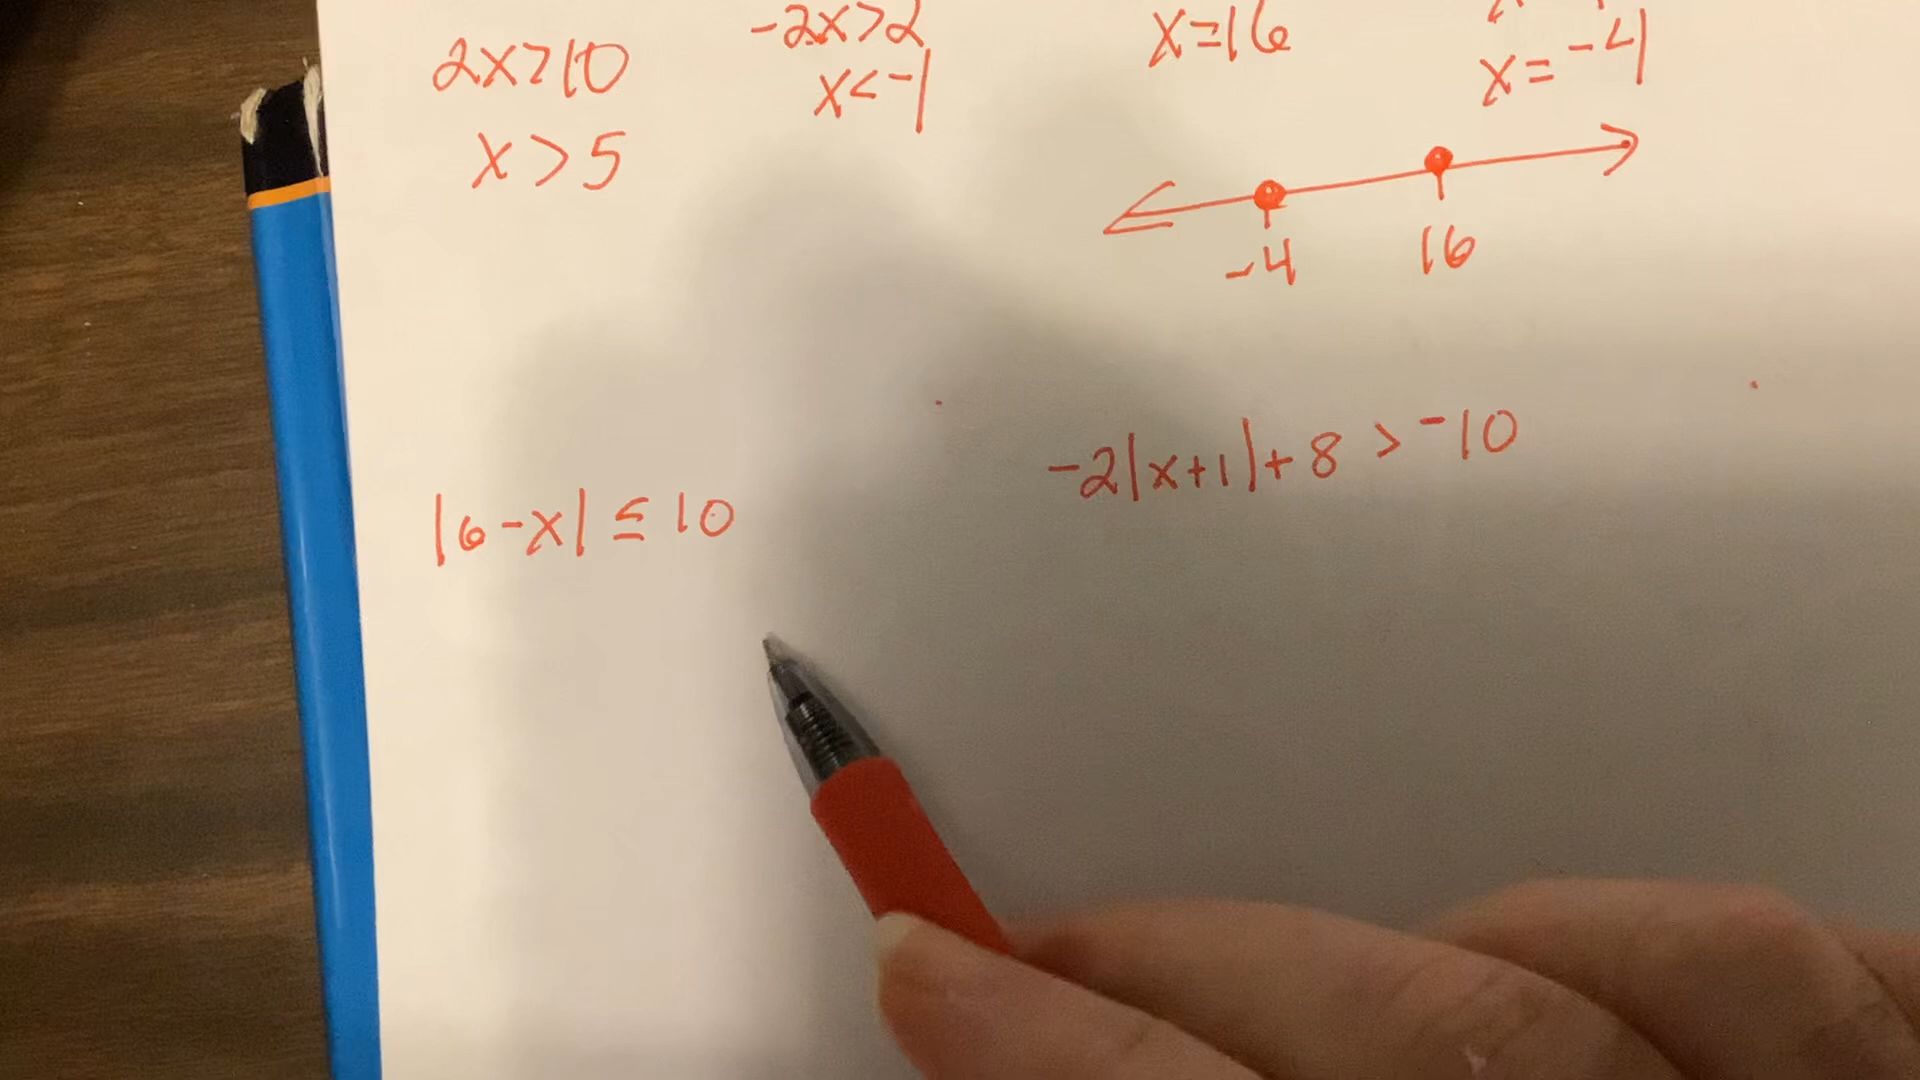 2x>10
x>5
-2x>2
x<-1
x=16
x=-4
-4 16
|6-x|≤10
-2|x+1|+8>-10